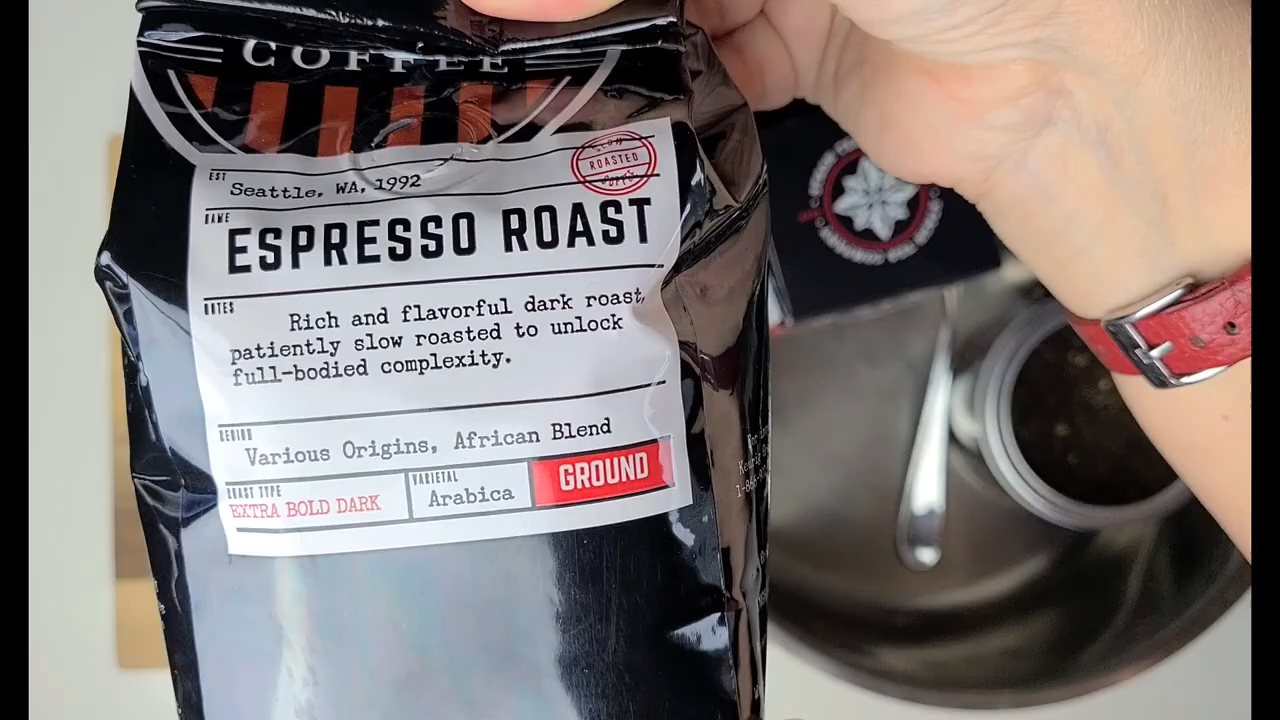 COFFEE
EST
Seattle, WA, 1992
SLOW
ROASTED
NAME
ESPRESSO ROAST
NOTES
Rich and flavorful dark roast,
patiently slow roasted to unlock
full-bodied complexity.
REGION
Various Origins, African Blend
ROAST TYPE
EXTRA BOLD DARK
VARIETAL
Arabica
GROUND